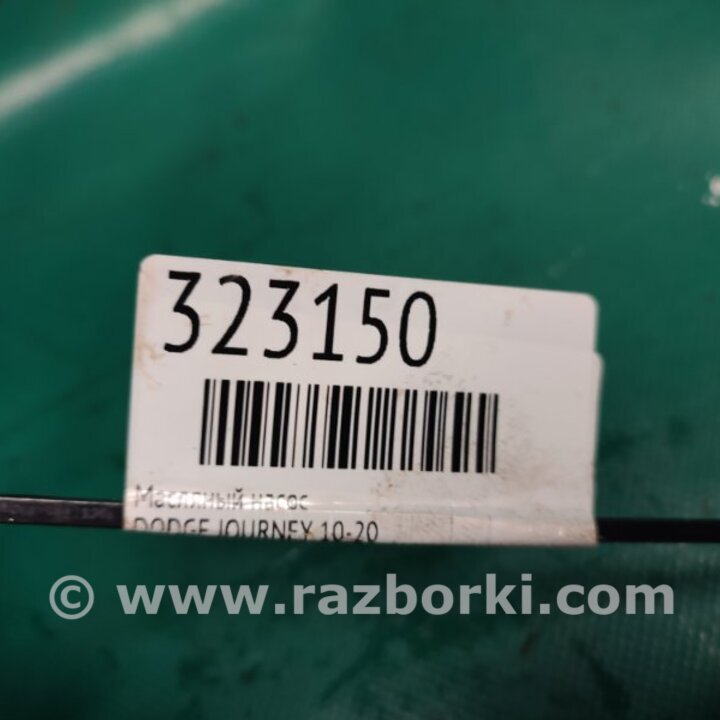 323150
Масляный насос
DODGE JOURNEY 10-20
© www.razborki.com